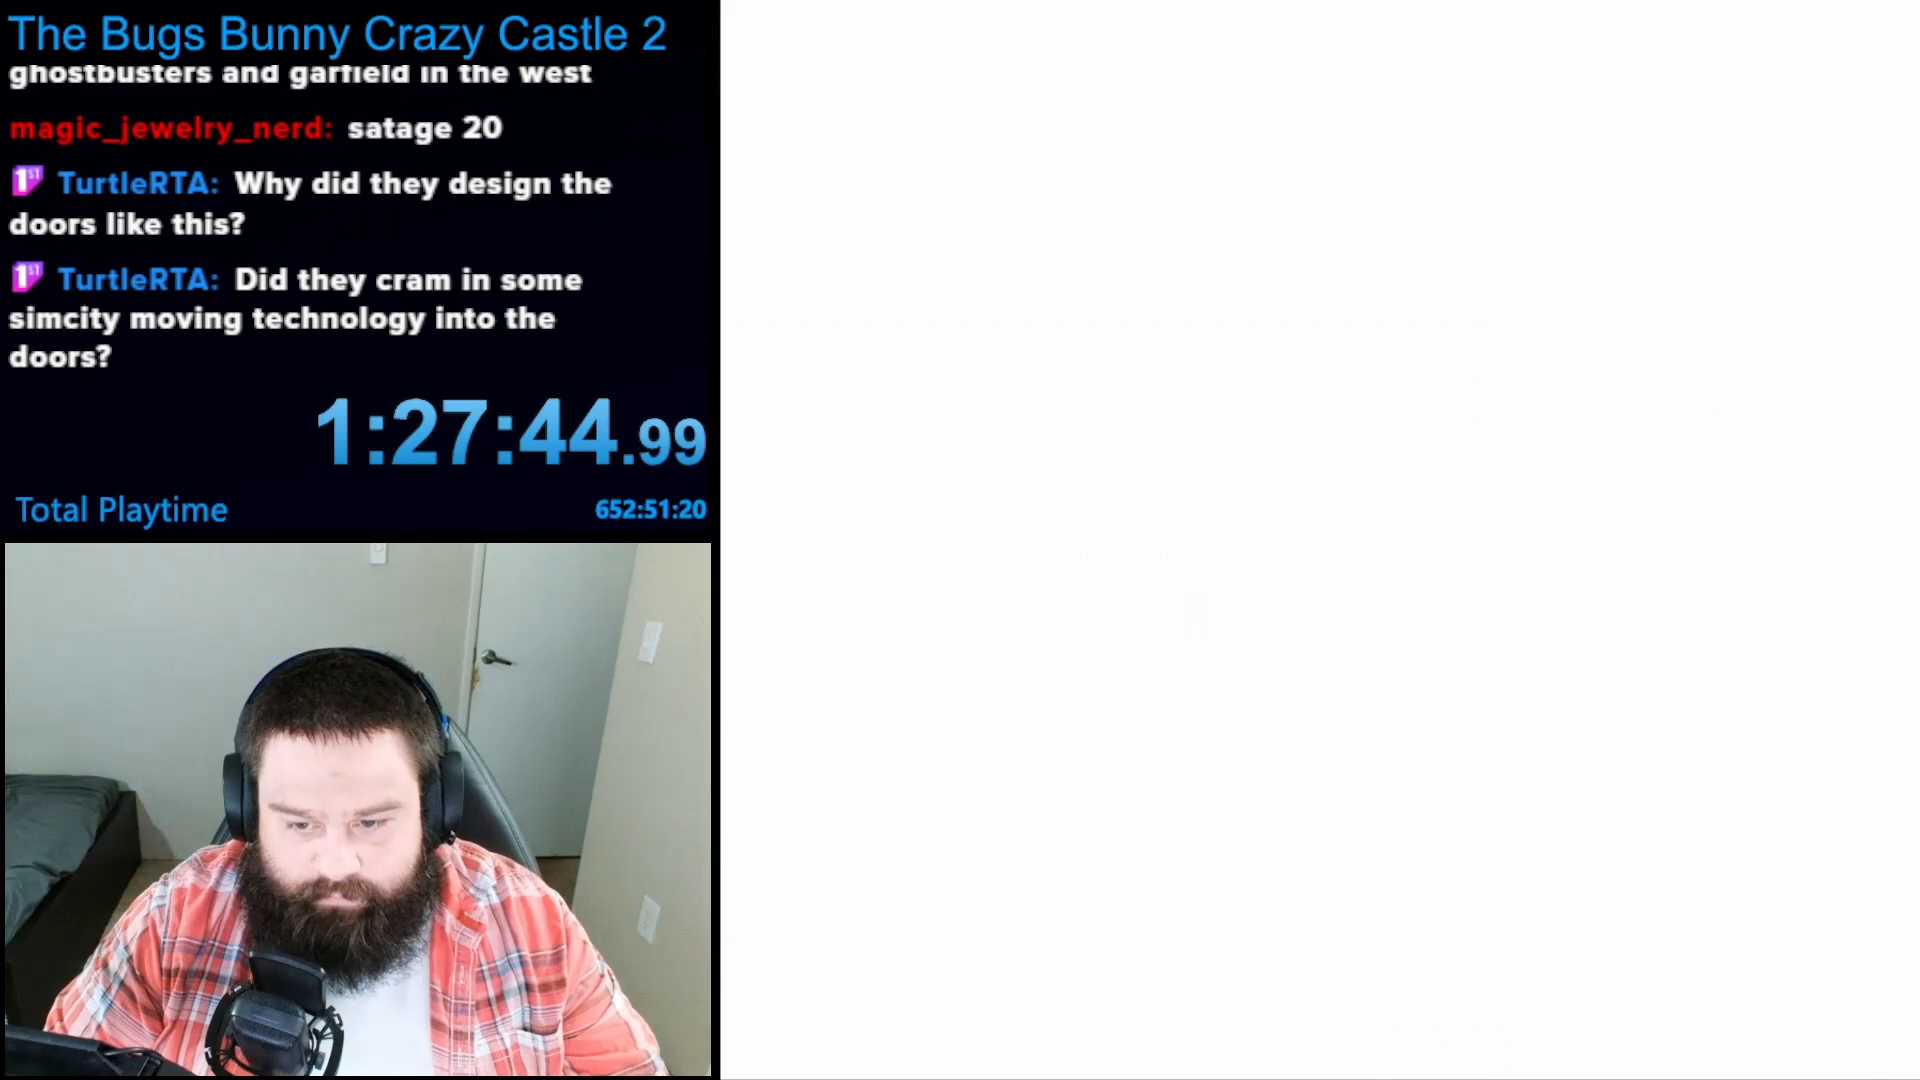 The Bugs Bunny Crazy Castle 2
ghostbusters and garfield in the west
magic_jewelry_nerd: satage 20
1ST TurtleRTA: Why did they design the
doors like this?
1ST TurtleRTA: Did they cram in some
simcity moving technology into the
doors?
1:27:44.99
Total Playtime 652:51:20